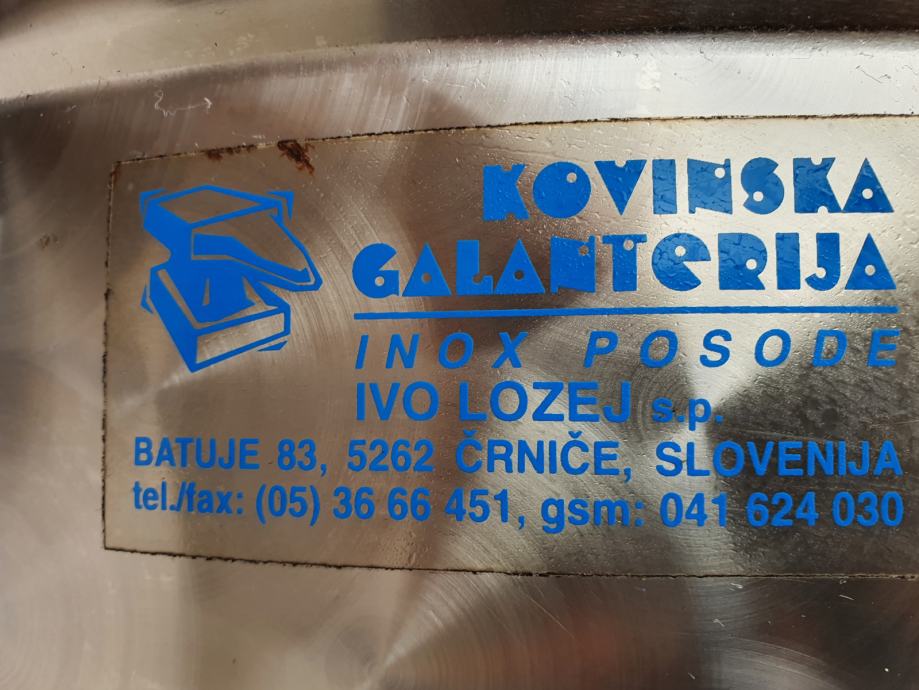 KOVINSKA
GALANTERIJA
INOX POSODE
IVO LOZEJ s.p.
BATUJE 83, 5262 ČRNIČE, SLOVENIJA
tel./fax: (05) 36 66 451, gsm: 041 624 030